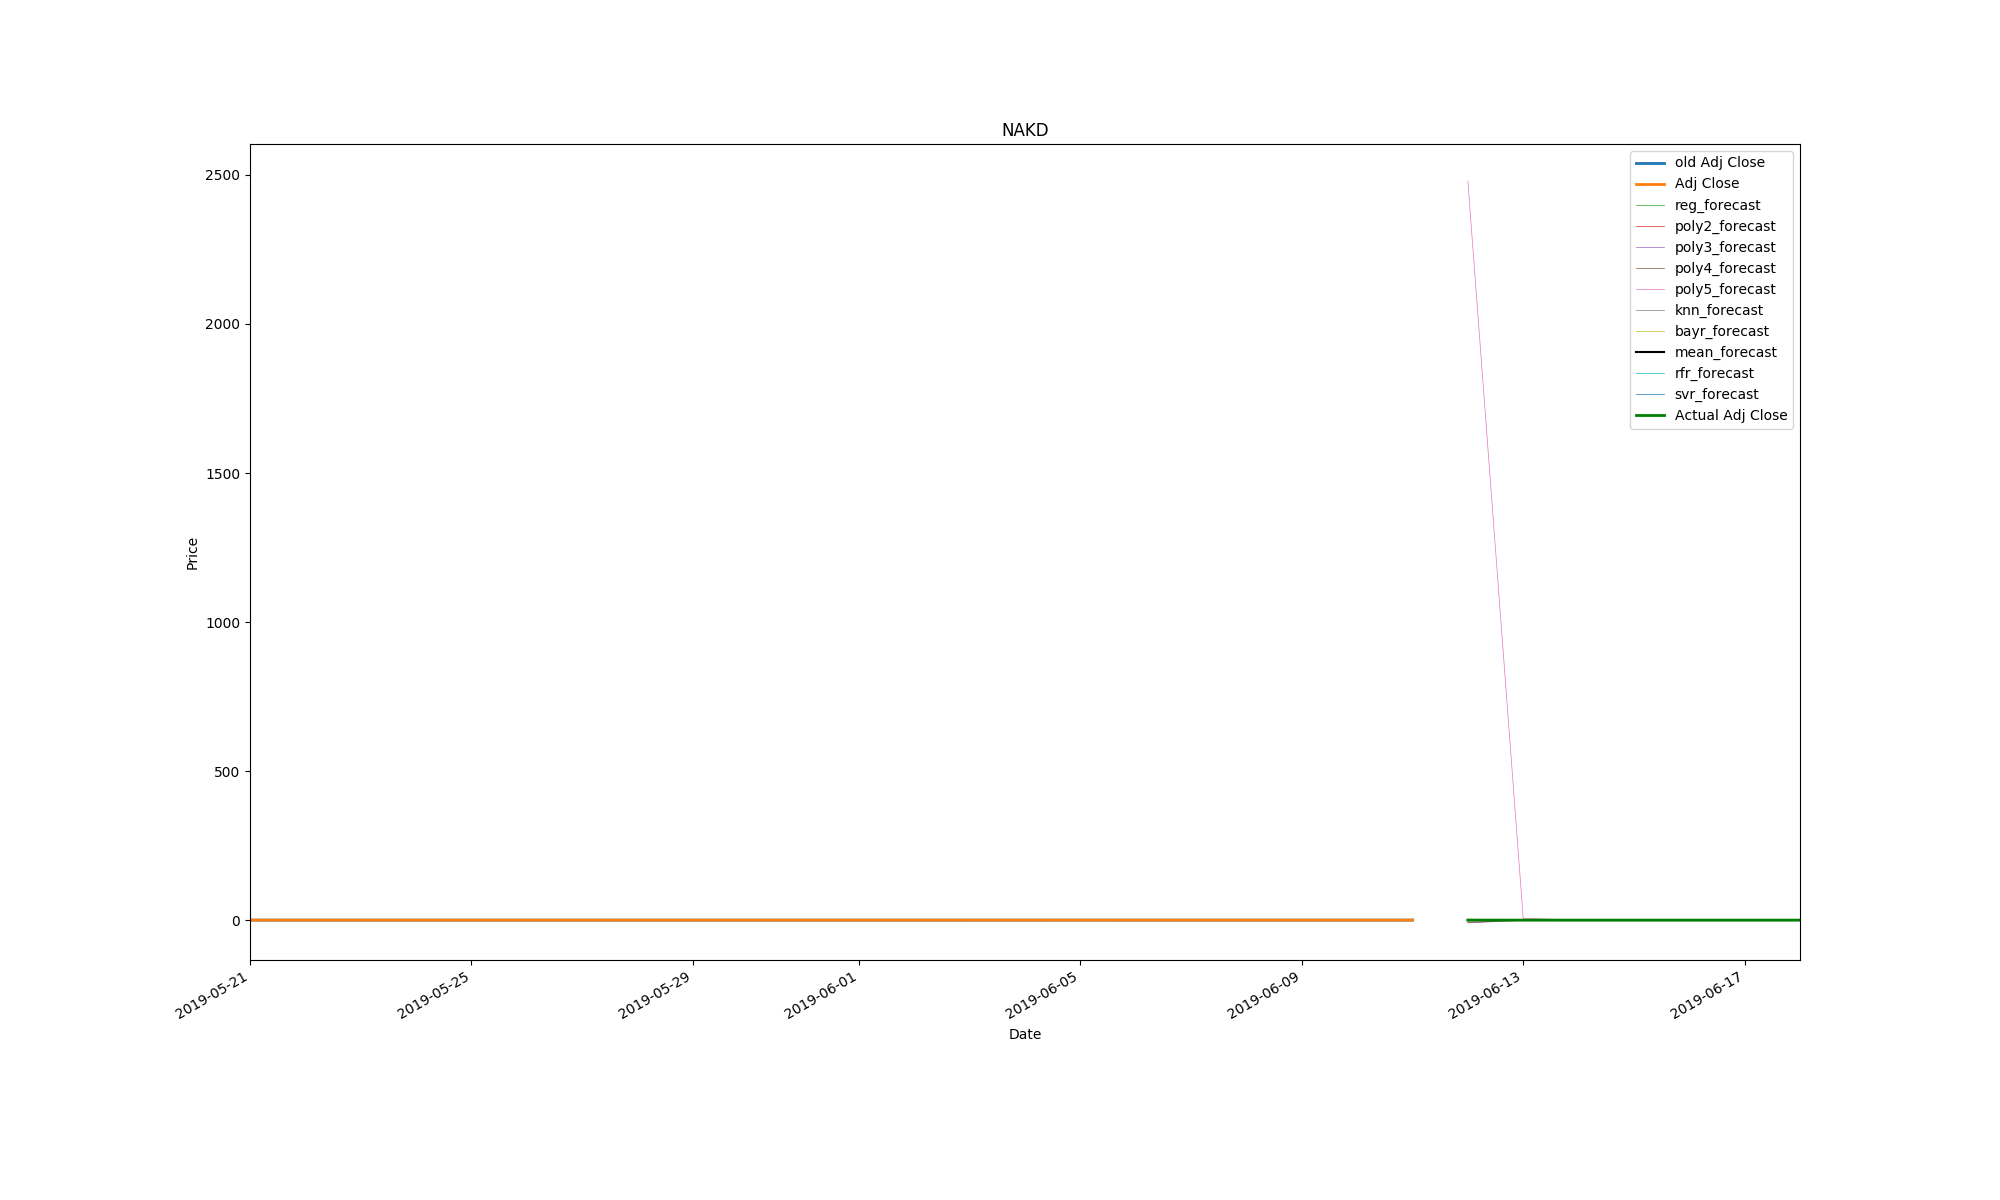 NAKD
2500
2000
1500
1000
500
0
Price
old Adj Close
Adj Close
reg_forecast
poly2_forecast
poly3_forecast
poly4_forecast
poly5_forecast
knn_forecast
bayr_forecast
mean_forecast
rfr_forecast
svr_forecast
Actual Adj Close
2019-05-21
2019-05-25
2019-05-29
2019-06-01
2019-06-05
2019-06-09
2019-06-13
2019-06-17
Date